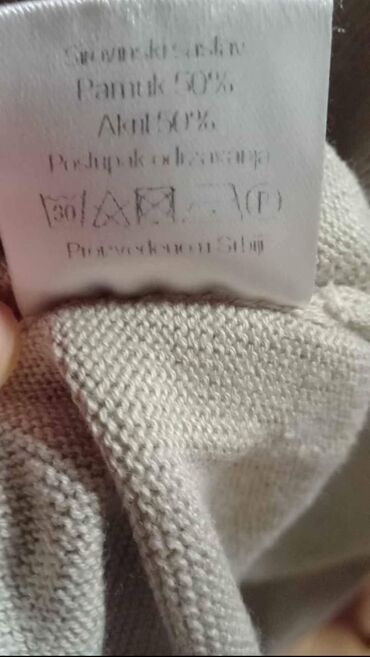 Sirovinski sastav
Pamuk 50%
Akril 50%
Postupak održavanja
30 P
Proizvedeno u Srbiji